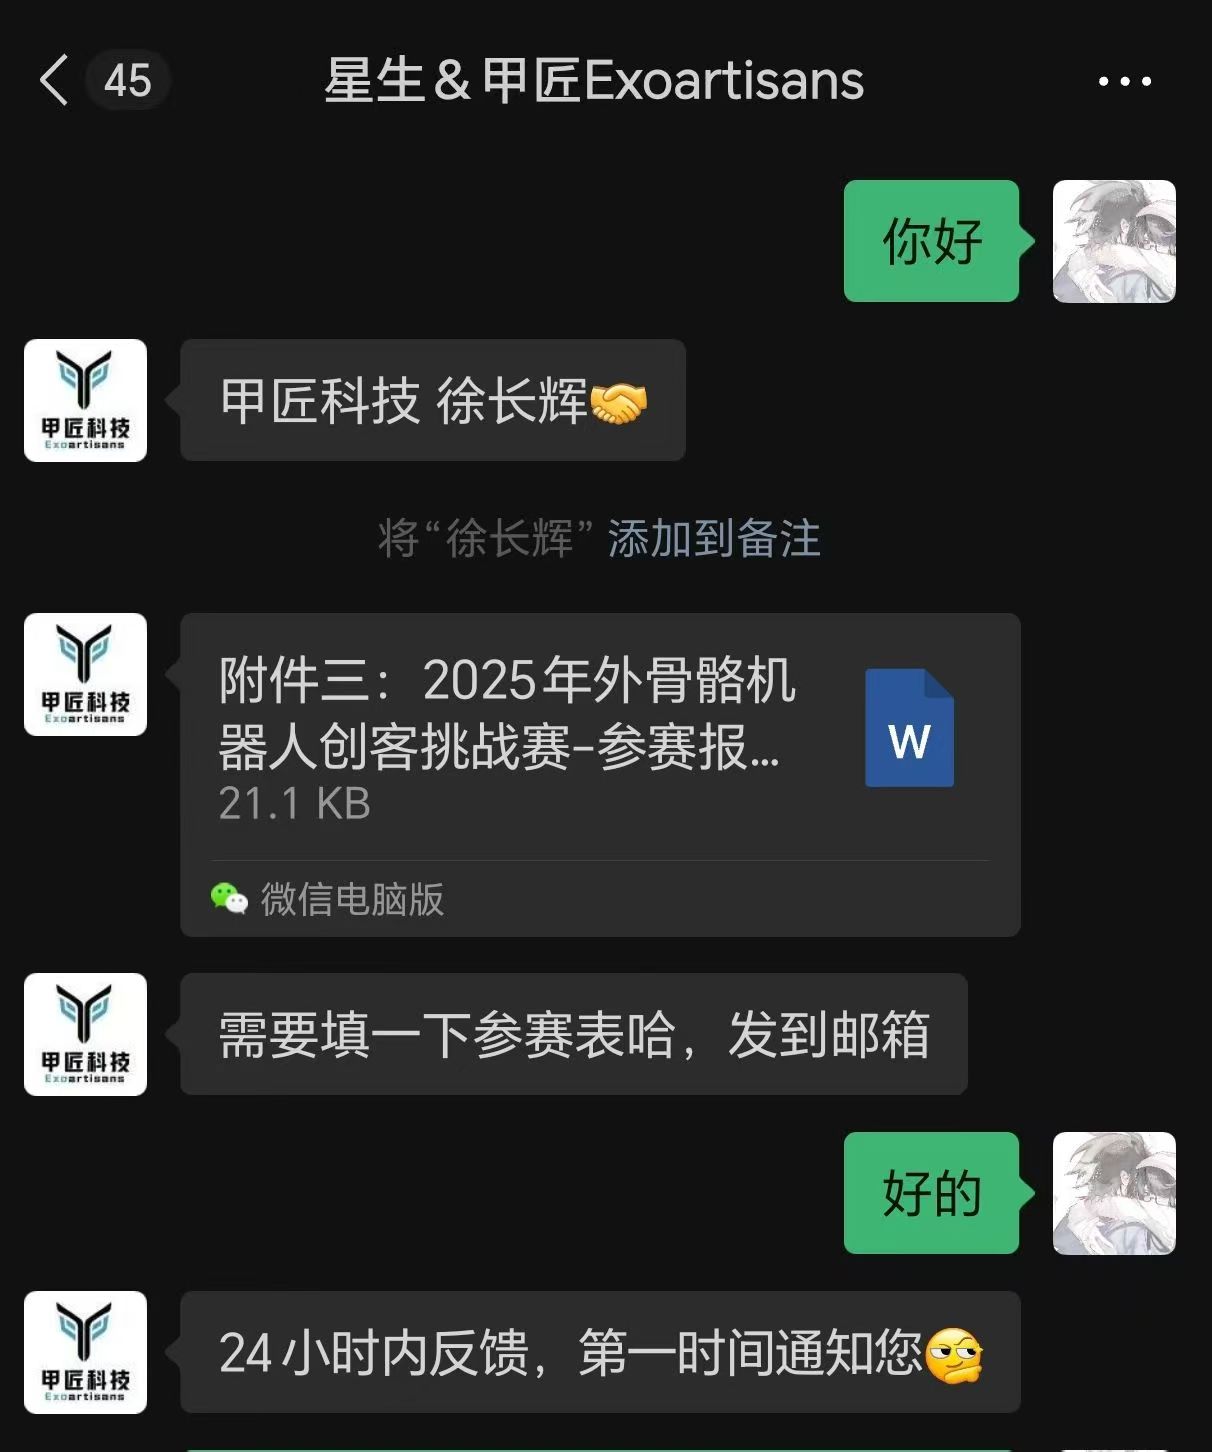 45
星生&甲匠Exoartisans
你好
甲匠科技
Exoartisans
甲匠科技 徐长辉
将“徐长辉” 添加到备注
甲匠科技
Exoartisans
附件三：2025年外骨骼机
器人创客挑战赛-参赛报...
21.1 KB
W
微信电脑版
甲匠科技
Exoartisans
需要填一下参赛表哈，发到邮箱
好的
甲匠科技
Exoartisans
24小时内反馈，第一时间通知您